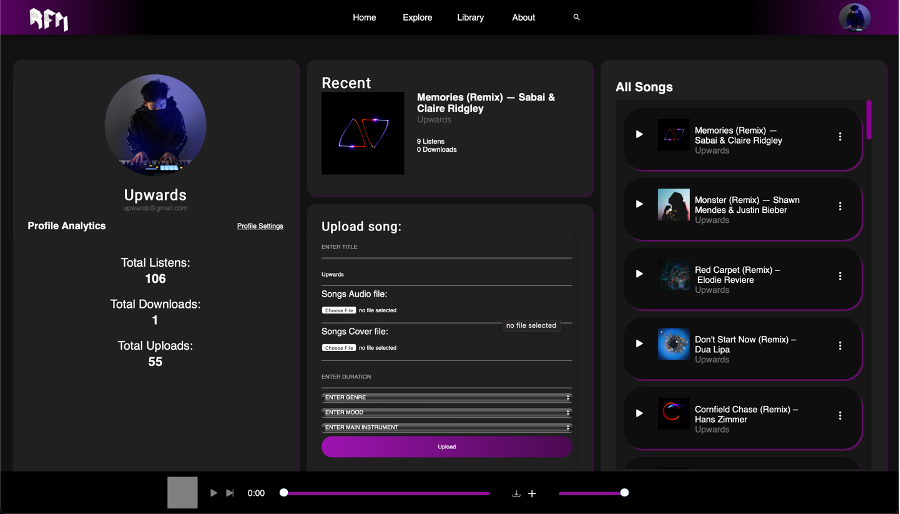 RFM
Home
Explore
Library
About
Upwards
upwards@gmail.com
Profile Analytics
Profile Settings
Total Listens:
106
Total Downloads:
1
Total Uploads:
55
Recent
Memories (Remix) — Sabai &
Claire Ridgley
Upwards
9 Listens
0 Downloads
Upload song:
ENTER TITLE
Upwards
Songs Audio file:
Choose File no file selected
no file selected
Songs Cover file:
Choose File no file selected
ENTER DURATION
ENTER GENRE
ENTER MOOD
ENTER MAIN INSTRUMENT
Upload
All Songs
Memories (Remix) —
Sabai & Claire Ridgley
Upwards
Monster (Remix) — Shawn
Mendes & Justin Bieber
Upwards
Red Carpet (Remix) –
Elodie Reviere
Upwards
Don't Start Now (Remix) –
Dua Lipa
Upwards
Cornfield Chase (Remix) –
Hans Zimmer
Upwards
0:00